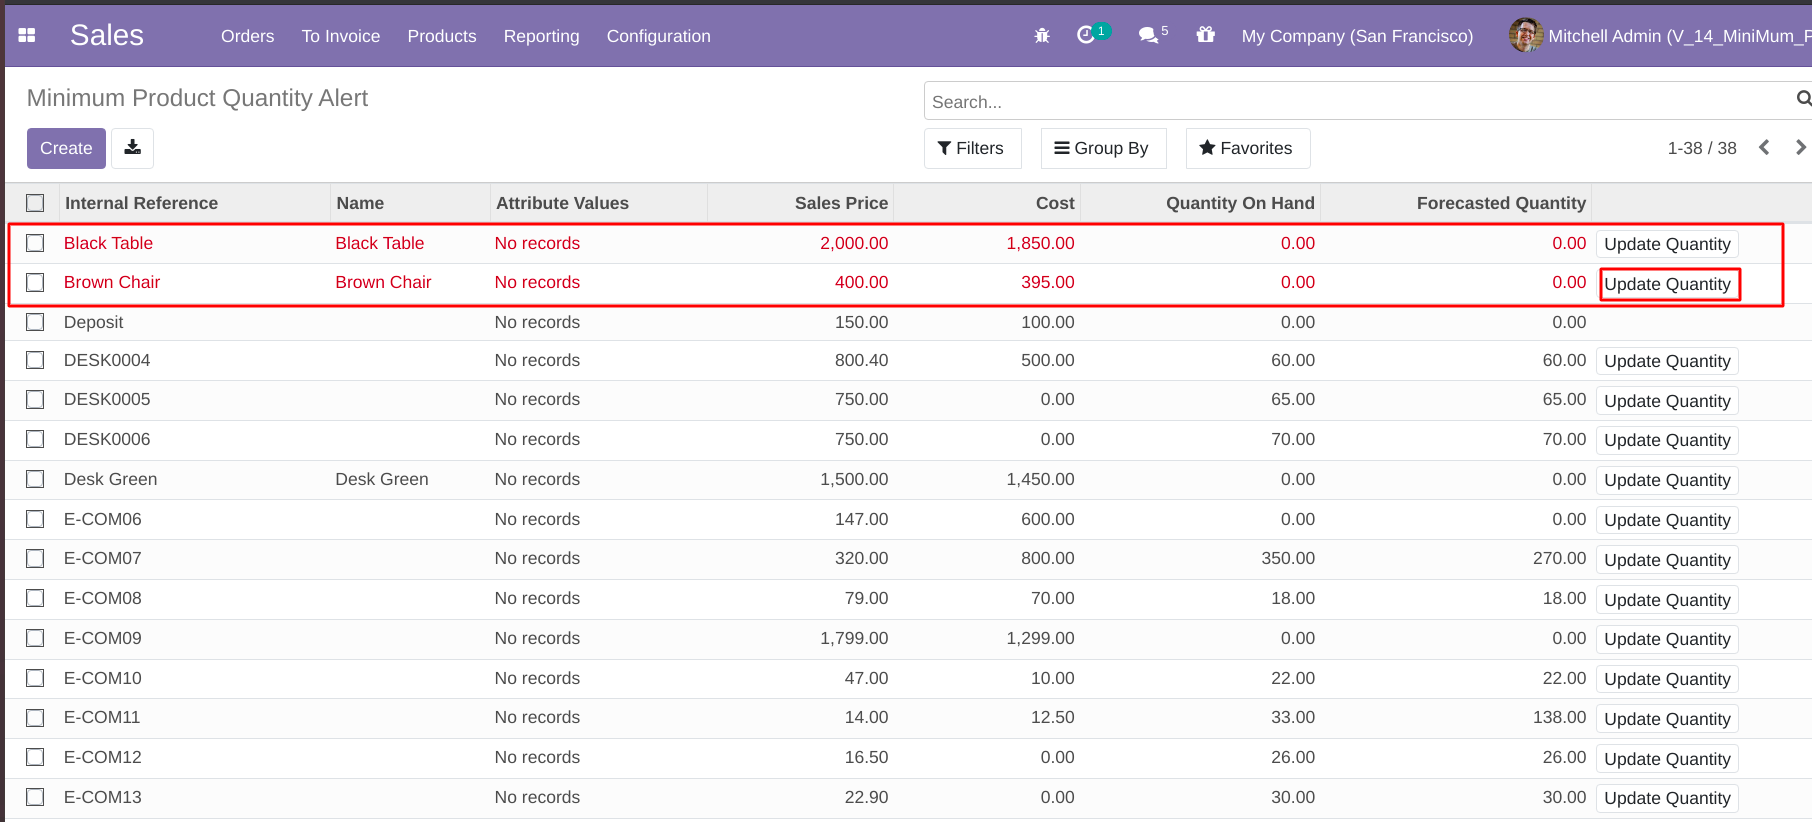 Sales Orders To Invoice Products Reporting Configuration 1 5 My Company (San Francisco) Mitchell Admin (V_14_MiniMum_P
Minimum Product Quantity Alert Search...
Create Filters Group By Favorites 1-38 / 38
Internal Reference Name Attribute Values Sales Price Cost Quantity On Hand Forecasted Quantity
Black Table Black Table No records 2,000.00 1,850.00 0.00 0.00 Update Quantity
Brown Chair Brown Chair No records 400.00 395.00 0.00 0.00 Update Quantity
Deposit No records 150.00 100.00 0.00 0.00
DESK0004 No records 800.40 500.00 60.00 60.00 Update Quantity
DESK0005 No records 750.00 0.00 65.00 65.00 Update Quantity
DESK0006 No records 750.00 0.00 70.00 70.00 Update Quantity
Desk Green Desk Green No records 1,500.00 1,450.00 0.00 0.00 Update Quantity
E-COM06 No records 147.00 600.00 0.00 0.00 Update Quantity
E-COM07 No records 320.00 800.00 350.00 270.00 Update Quantity
E-COM08 No records 79.00 70.00 18.00 18.00 Update Quantity
E-COM09 No records 1,799.00 1,299.00 0.00 0.00 Update Quantity
E-COM10 No records 47.00 10.00 22.00 22.00 Update Quantity
E-COM11 No records 14.00 12.50 33.00 138.00 Update Quantity
E-COM12 No records 16.50 0.00 26.00 26.00 Update Quantity
E-COM13 No records 22.90 0.00 30.00 30.00 Update Quantity